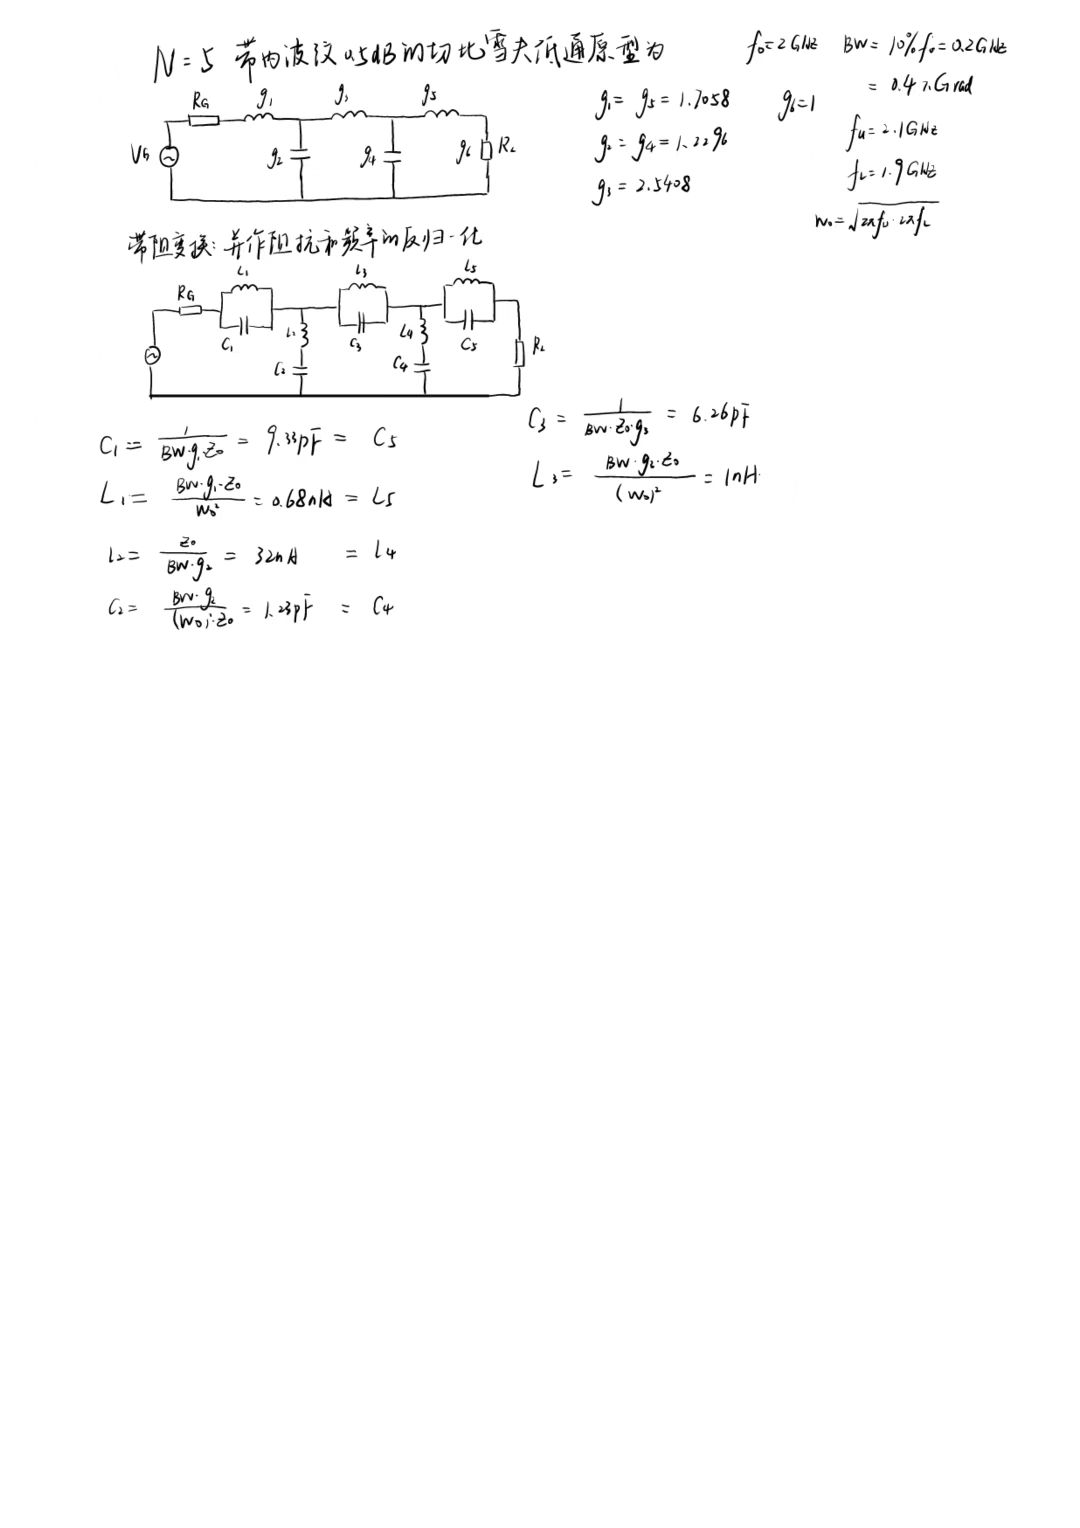 N=5 带内波纹0.5dB的切比雪夫低通原型为
f₀=2GHz BW=10%f₀=0.2GHz
=0.4π Grad
RG g₁ g₃ g₅
VG g₂ g₄ g₆ RL
g₁=g₅=1.7058 g₆=1
g₂=g₄=1.2296
g₃=2.5408
fu=2.1GHz
fL=1.9GHz
W₀=√(2πfu·2πfL)
带阻变换:并作阻抗和频率的反归一化
L₁ L₃ L₅
RG
C₁ L₂ C₃ L₄ C₅ RL
C₂ C₄
C₁= 1/(BW·g₁Z₀) = 9.33pF = C₅
L₁= BW·g₁·Z₀/W₀² =0.68nH = L₅
L₂= Z₀/(BW·g₂) = 32nH = L₄
C₂= BW·g₂/((W₀)²·Z₀) = 1.23pF = C₄
C₃= 1/(BW·Z₀·g₃) = 6.26pF
L₃= BW·g₂·Z₀/(W₀)² = 1nH